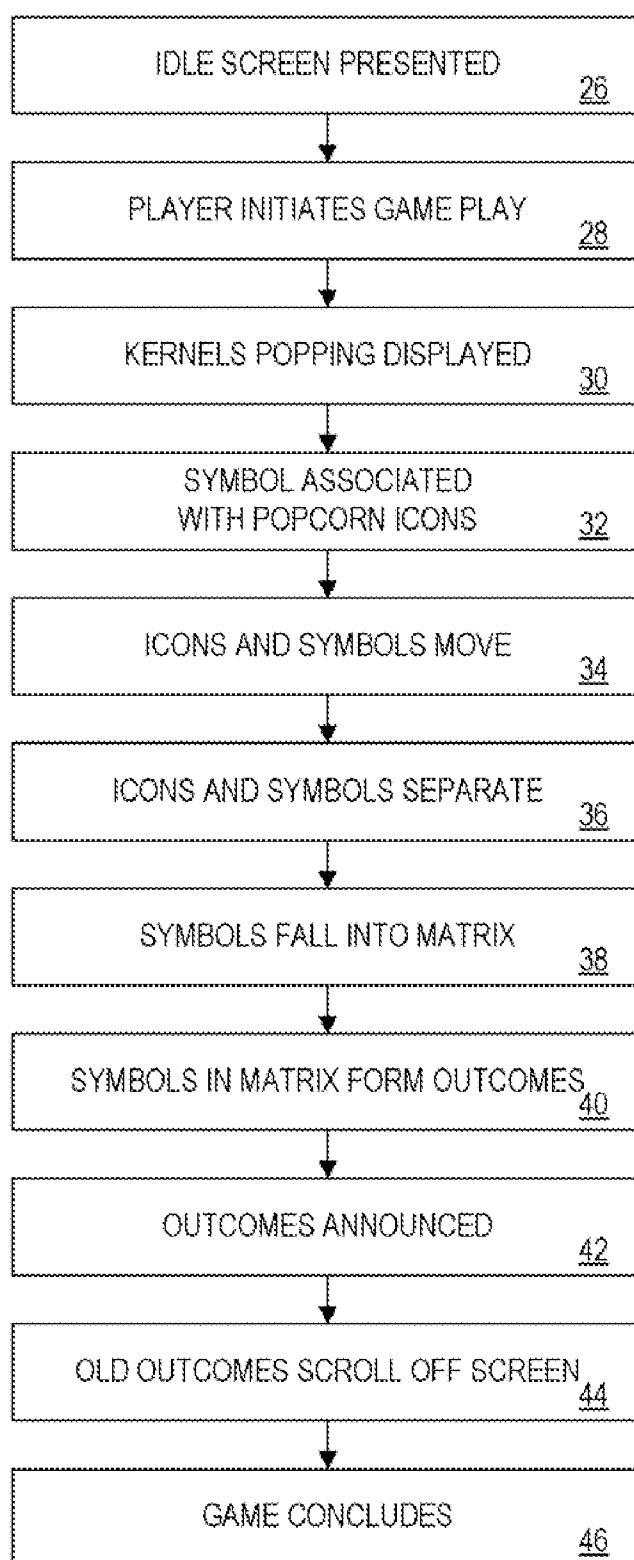 IDLE SCREEN PRESENTED
26
PLAYER INITIATES GAME PLAY
28
KERNELS POPPING DISPLAYED
30
SYMBOL ASSOCIATED
WITH POPCORN ICONS
32
ICONS AND SYMBOLS MOVE
34
ICONS AND SYMBOLS SEPARATE
36
SYMBOLS FALL INTO MATRIX
38
SYMBOLS IN MATRIX FORM OUTCOMES
40
OUTCOMES ANNOUNCED
42
OLD OUTCOMES SCROLL OFF SCREEN
44
GAME CONCLUDES
46